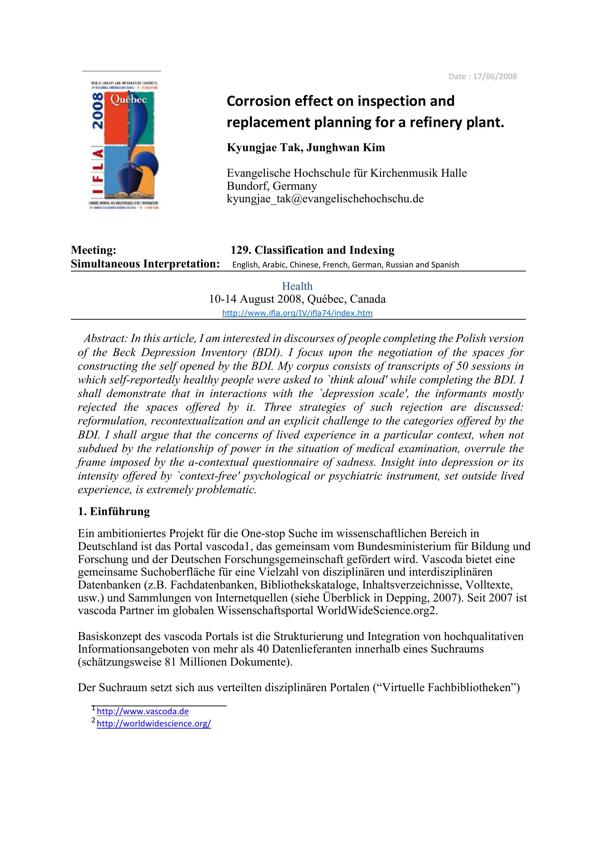 Date : 17/06/2008
WORLD LIBRARY AND INFORMATION CONGRESS:
IFLA 2008
Québec
Corrosion effect on inspection and
replacement planning for a refinery plant.
Kyungjae Tak, Junghwan Kim
Evangelische Hochschule für Kirchenmusik Halle
Bundorf, Germany
kyungjae_tak@evangelischehochschu.de
Meeting: 129. Classification and Indexing
Simultaneous Interpretation: English, Arabic, Chinese, French, German, Russian and Spanish
Health
10-14 August 2008, Québec, Canada
http://www.ifla.org/IV/ifla74/index.htm
Abstract: In this article, I am interested in discourses of people completing the Polish version
of the Beck Depression Inventory (BDI). I focus upon the negotiation of the spaces for
constructing the self opened by the BDI. My corpus consists of transcripts of 50 sessions in
which self-reportedly healthy people were asked to `think aloud' while completing the BDI. I
shall demonstrate that in interactions with the `depression scale', the informants mostly
rejected the spaces offered by it. Three strategies of such rejection are discussed:
reformulation, recontextualization and an explicit challenge to the categories offered by the
BDI. I shall argue that the concerns of lived experience in a particular context, when not
subdued by the relationship of power in the situation of medical examination, overrule the
frame imposed by the a-contextual questionnaire of sadness. Insight into depression or its
intensity offered by `context-free' psychological or psychiatric instrument, set outside lived
experience, is extremely problematic.
1. Einführung
Ein ambitioniertes Projekt für die One-stop Suche im wissenschaftlichen Bereich in
Deutschland ist das Portal vascoda1, das gemeinsam vom Bundesministerium für Bildung und
Forschung und der Deutschen Forschungsgemeinschaft gefördert wird. Vascoda bietet eine
gemeinsame Suchoberfläche für eine Vielzahl von disziplinären und interdisziplinären
Datenbanken (z.B. Fachdatenbanken, Bibliothekskataloge, Inhaltsverzeichnisse, Volltexte,
usw.) und Sammlungen von Internetquellen (siehe Überblick in Depping, 2007). Seit 2007 ist
vascoda Partner im globalen Wissenschaftsportal WorldWideScience.org2.
Basiskonzept des vascoda Portals ist die Strukturierung und Integration von hochqualitativen
Informationsangeboten von mehr als 40 Datenlieferanten innerhalb eines Suchraums
(schätzungsweise 81 Millionen Dokumente).
Der Suchraum setzt sich aus verteilten disziplinären Portalen (“Virtuelle Fachbibliotheken”)
1 http://www.vascoda.de
2 http://worldwidescience.org/